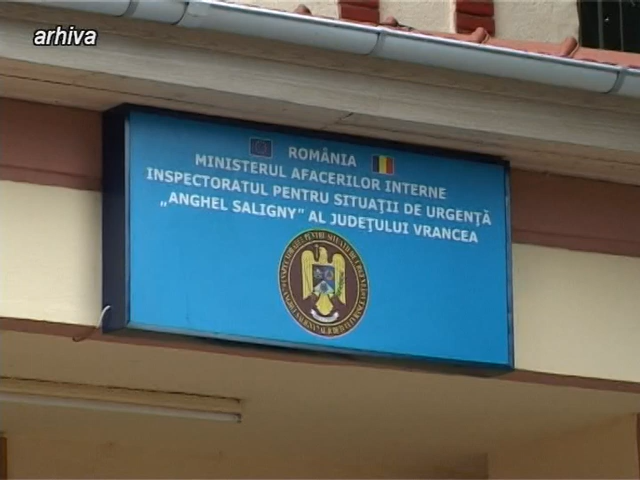 arhiva
ROMÂNIA
MINISTERUL AFACERILOR INTERNE
INSPECTORATUL PENTRU SITUAŢII DE URGENŢĂ
„ANGHEL SALIGNY” AL JUDEŢULUI VRANCEA